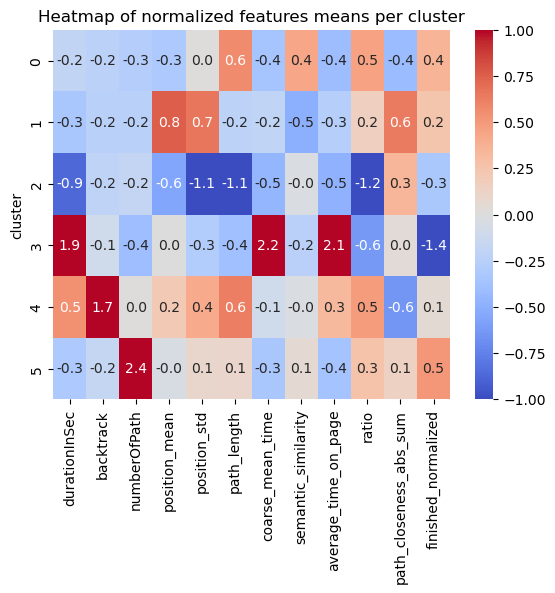 Heatmap of normalized features means per cluster
cluster
0 -0.2 -0.2 -0.3 -0.3 0.0 0.6 -0.4 0.4 -0.4 0.5 -0.4 0.4
1 -0.3 -0.2 -0.2 0.8 0.7 -0.2 -0.2 -0.5 -0.3 0.2 0.6 0.2
2 -0.9 -0.2 -0.2 -0.6 -1.1 -1.1 -0.5 -0.0 -0.5 -1.2 0.3 -0.3
3 1.9 -0.1 -0.4 0.0 -0.3 -0.4 2.2 -0.2 2.1 -0.6 0.0 -1.4
4 0.5 1.7 0.0 0.2 0.4 0.6 -0.1 -0.0 0.3 0.5 -0.6 0.1
5 -0.3 -0.2 2.4 -0.0 0.1 0.1 -0.3 0.1 -0.4 0.3 0.1 0.5
durationInSec
backtrack
numberOfPath
position_mean
position_std
path_length
coarse_mean_time
semantic_similarity
average_time_on_page
ratio
path_closeness_abs_sum
finished_normalized
1.00
0.75
0.50
0.25
0.00
−0.25
−0.50
−0.75
−1.00